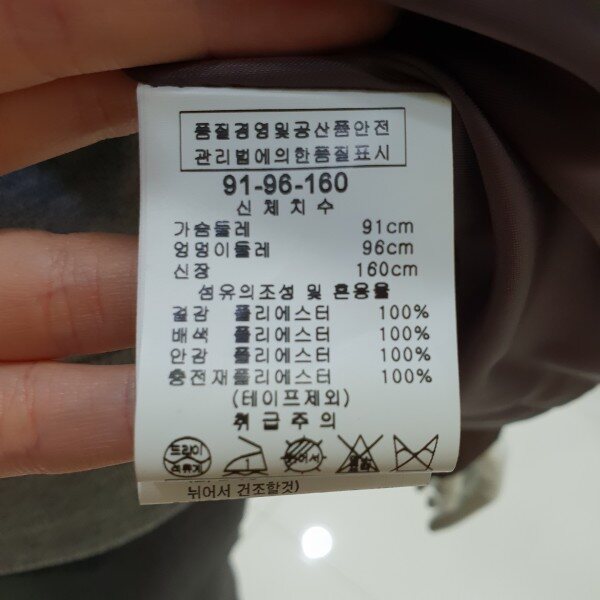 품질경영및공산품안전
관리법에의한품질표시
91-96-160
신체치수
가슴둘레 91cm
엉덩이둘레 96cm
신장 160cm
섬유의조성 및 혼용율
겉감 폴리에스터 100%
배색 폴리에스터 100%
안감 폴리에스터 100%
충전재폴리에스터 100%
(테이프제외)
취급주의
드라이
석유계
뉘어서 건조할것)